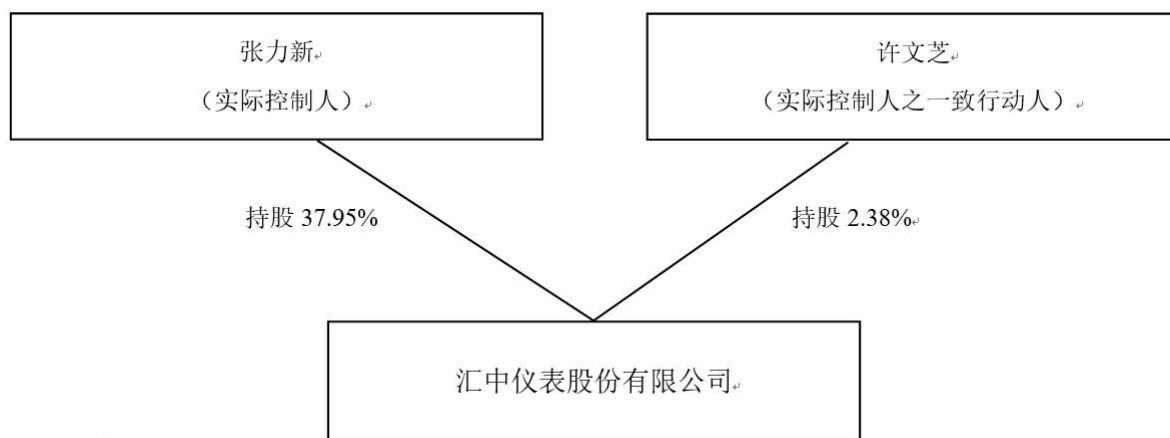 张力新
（实际控制人）
许文芝
（实际控制人之一致行动人）
持股 37.95%
持股 2.38%
汇中仪表股份有限公司